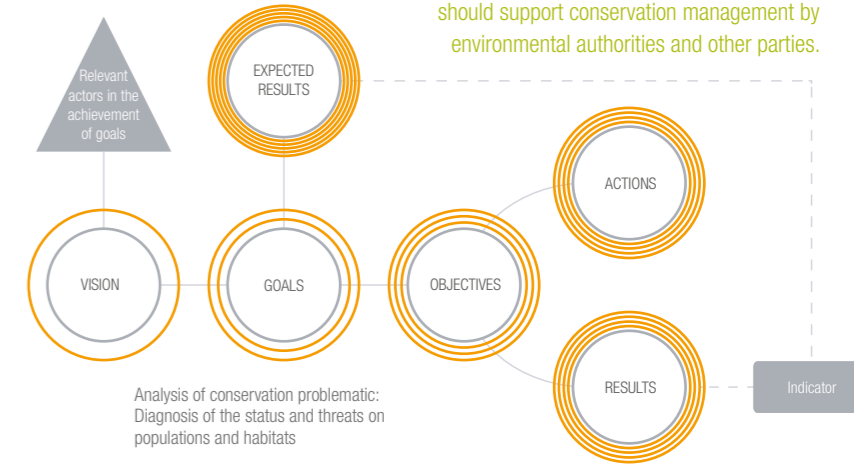 should support conservation management by
environmental authorities and other parties.
Relevant
actors in the
achievement
of goals
EXPECTED
RESULTS
ACTIONS
VISION
GOALS
OBJECTIVES
RESULTS
Indicator
Analysis of conservation problematic:
Diagnosis of the status and threats on
populations and habitats